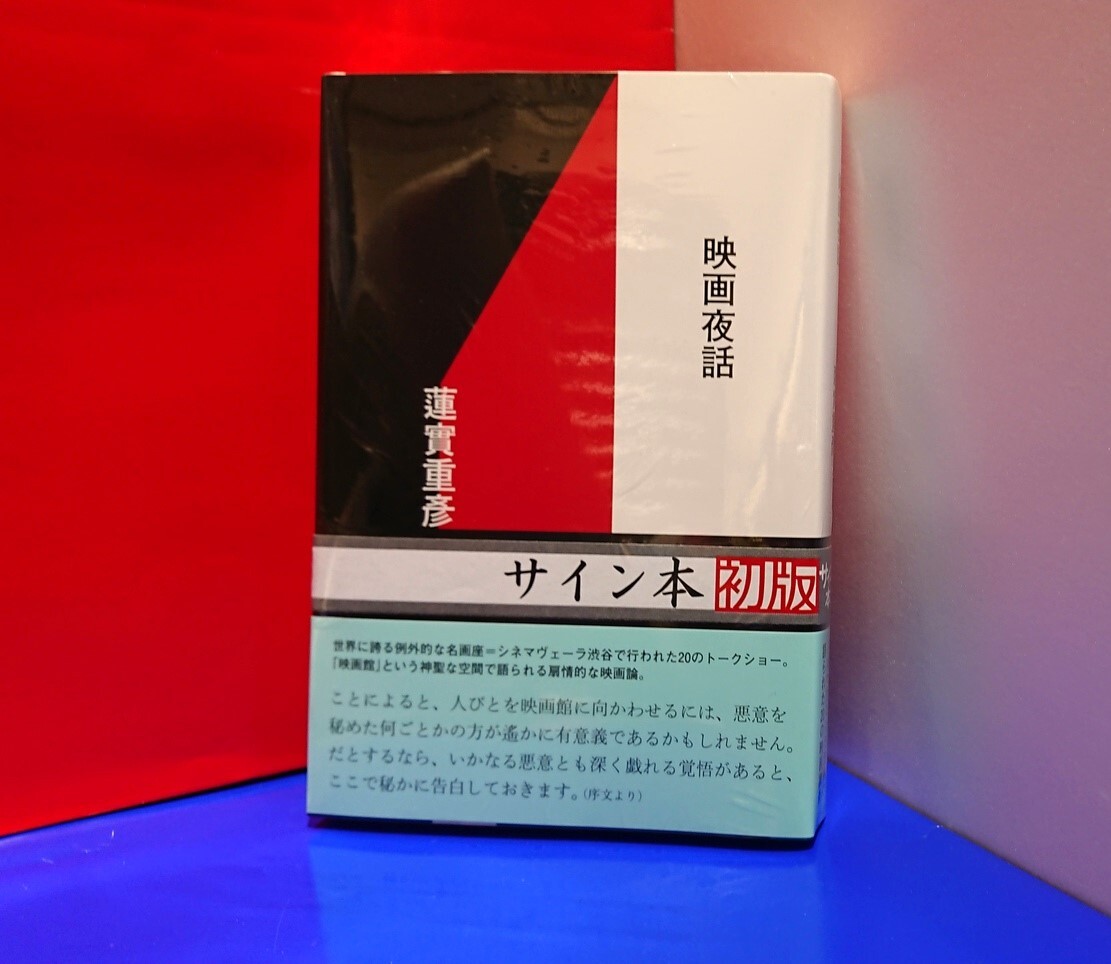 映画夜話
蓮實重彦
サイン本 初版
世界に誇る例外的な名画座＝シネマヴェーラ渋谷で行われた20のトークショー。
「映画館」という神聖な空間で語られる扇情的な映画論。
ことによると、人びとを映画館に向かわせるには、悪意を
秘めた何ごとかの方が遙かに有意義であるかもしれません。
だとするなら、いかなる悪意とも深く戯れる覚悟があると、
ここで秘かに告白しておきます。（序文より）